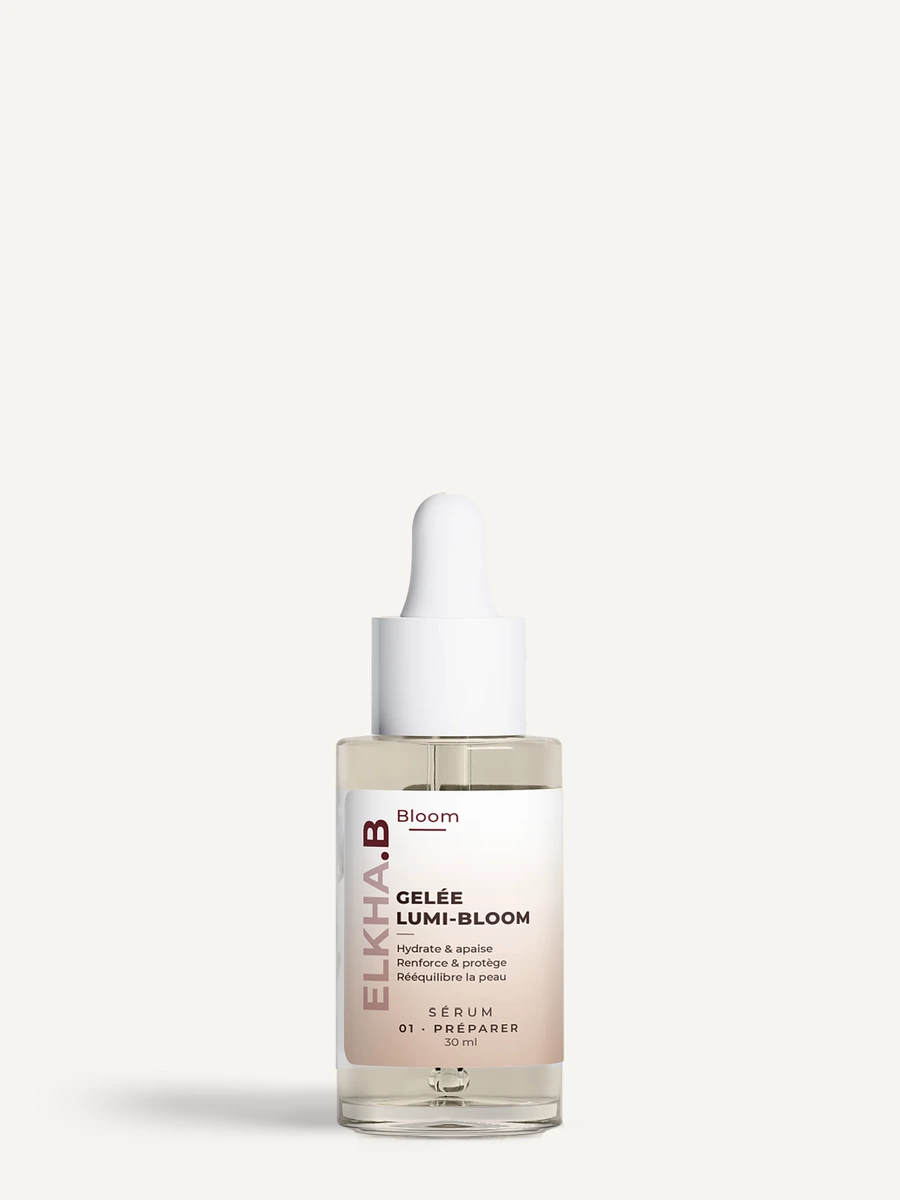 Bloom
ELKHA.B
GELÉE
LUMI-BLOOM
Hydrate & apaise
Renforce & protège
Rééquilibre la peau
SÉRUM
01 · PRÉPARER
30 ml